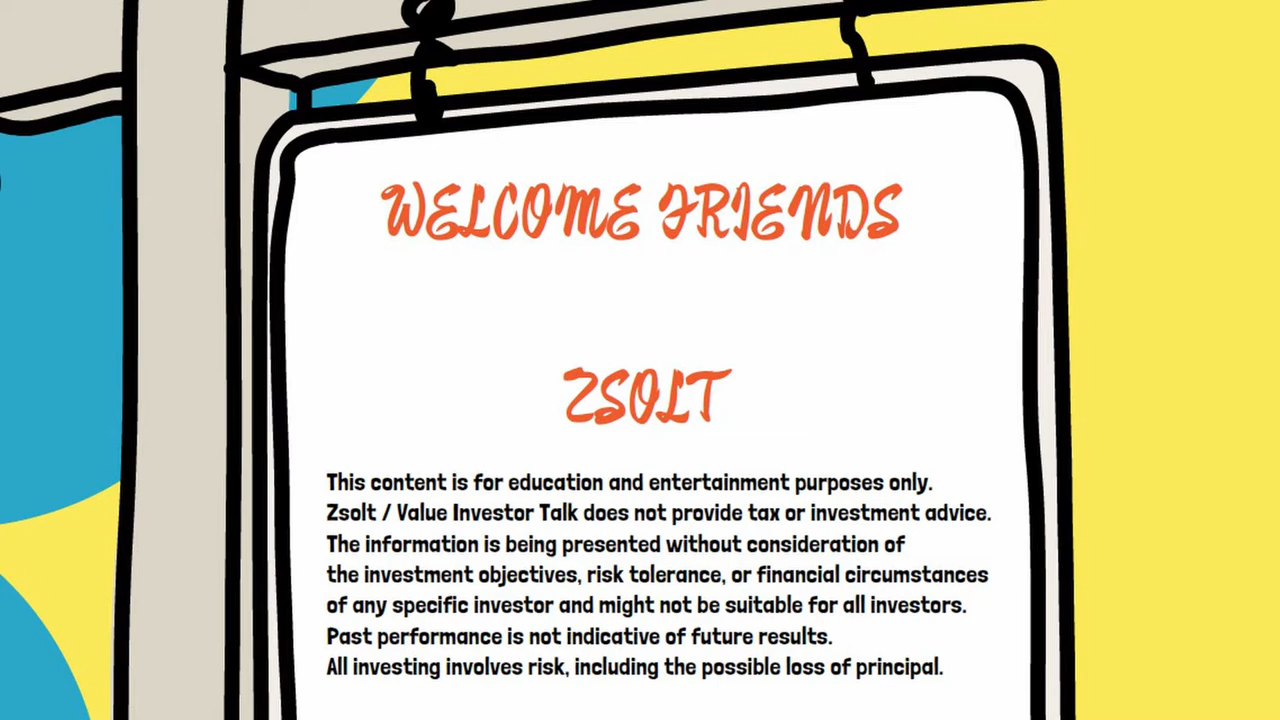 WELCOME FRIENDS
ZSOLT
This content is for education and entertainment purposes only.
Zsolt / Value Investor Talk does not provide tax or investment advice.
The information is being presented without consideration of
the investment objectives, risk tolerance, or financial circumstances
of any specific investor and might not be suitable for all investors.
Past performance is not indicative of future results.
All investing involves risk, including the possible loss of principal.